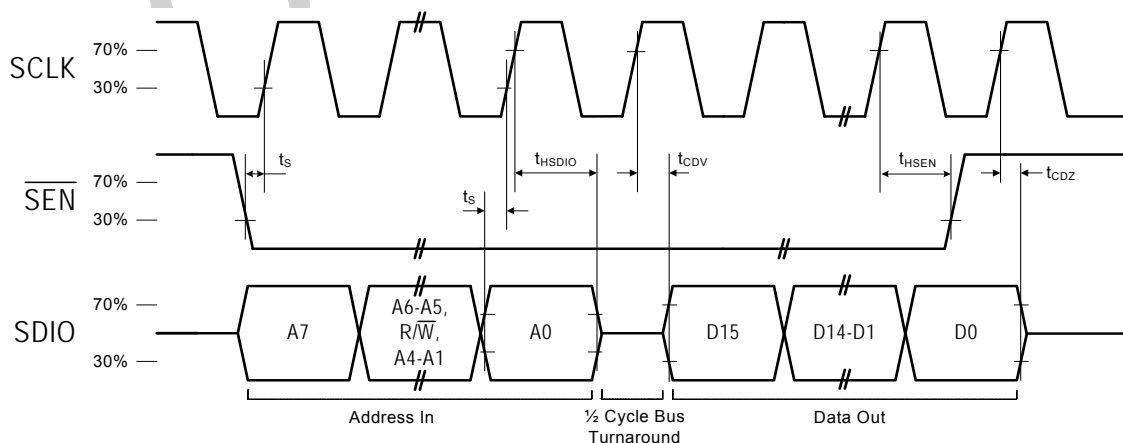 SCLK
70%
30%
tS
tHSDIO
tCDV
tHSEN
tCDZ
SEN
70%
30%
tS
SDIO
70%
30%
A7
A6-A5,
R/W,
A4-A1
A0
D15
D14-D1
D0
Address In
½ Cycle Bus
Turnaround
Data Out